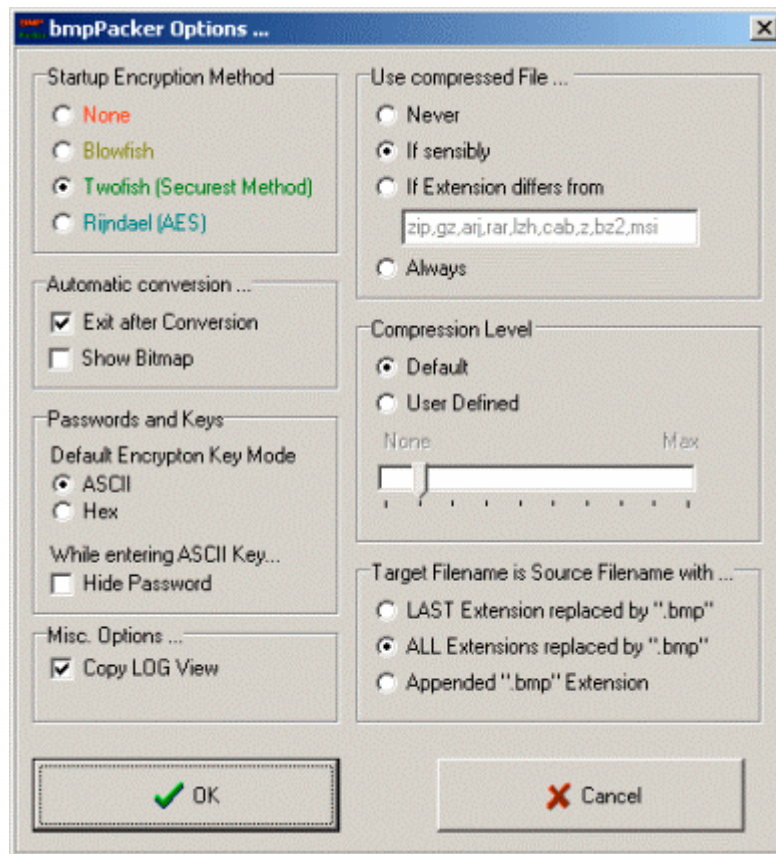 bmpPacker Options ...
Startup Encryption Method
None
Blowfish
Twofish (Securest Method)
Rijndael (AES)
Automatic conversion ...
Exit after Conversion
Show Bitmap
Passwords and Keys
Default Encrypton Key Mode
ASCII
Hex
While entering ASCII Key...
Hide Password
Misc. Options ...
Copy LOG View
Use compressed File ...
Never
If sensibly
If Extension differs from
zip,gz,arj,rar,lzh,cab,z,bz2,msi
Always
Compression Level
Default
User Defined
None Max
Target Filename is Source Filename with ...
LAST Extension replaced by ".bmp"
ALL Extensions replaced by ".bmp"
Appended ".bmp" Extension
OK
Cancel